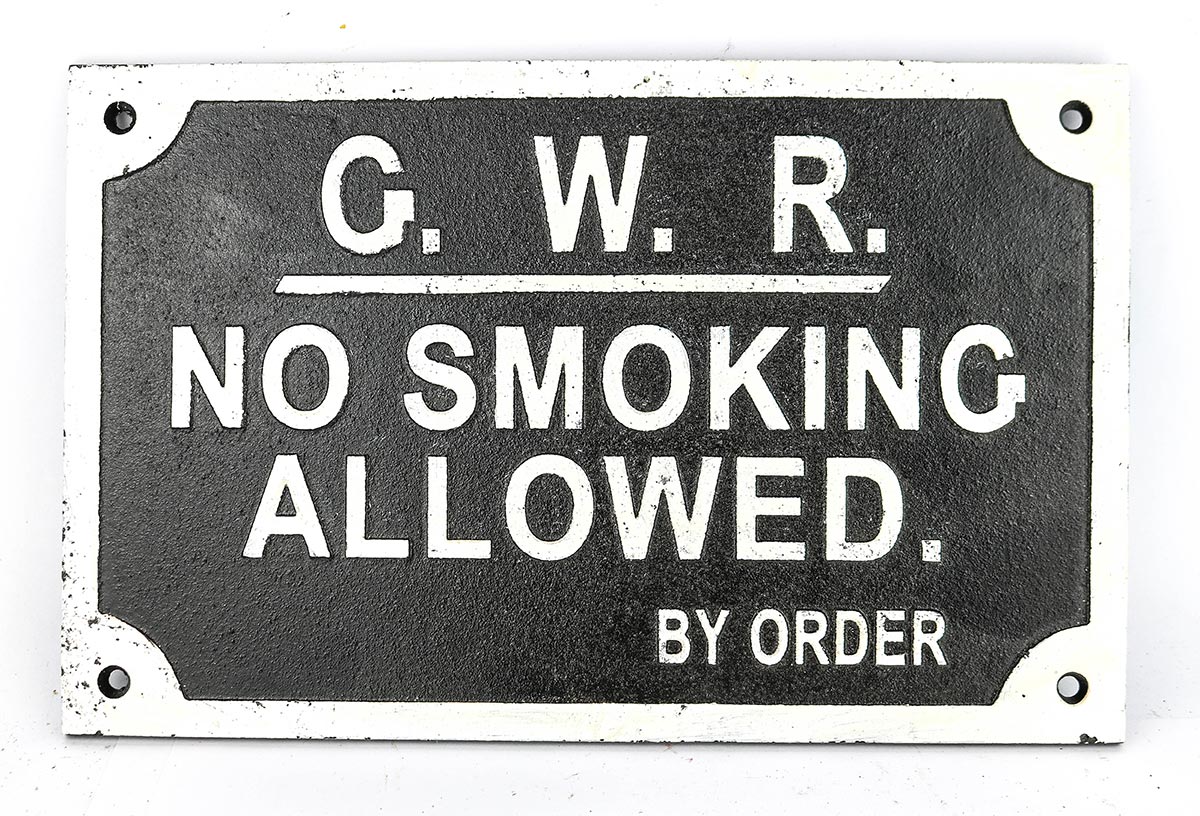 G. W. R.
NO SMOKING
ALLOWED.
BY ORDER